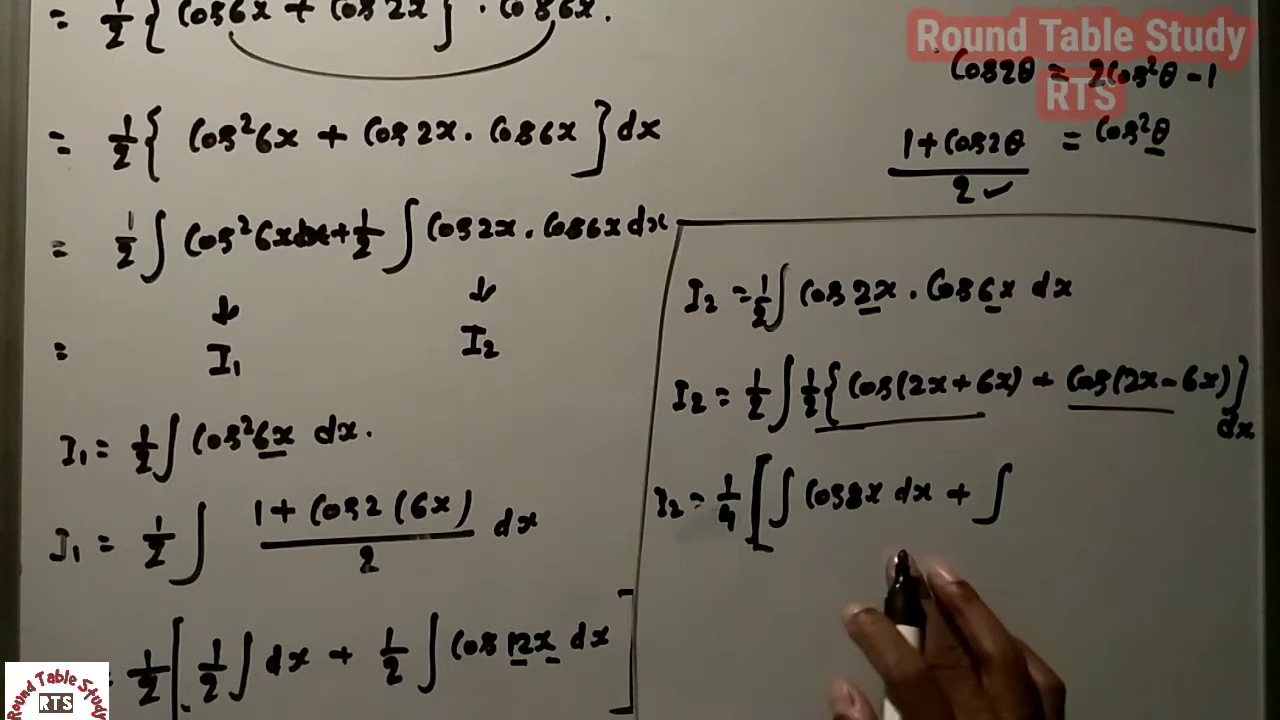 = 1/2 { Cos6x + Cos2x } · Cos6x.
= 1/2 { Cos²6x + Cos2x · Cos6x } dx
= 1/2 ∫ Cos²6x dx + 1/2 ∫ Cos2x . Cos6x dx
↓ ↓
= I₁ I₂
I₁ = 1/2 ∫ Cos²6x dx.
I₁ = 1/2 ∫ (1 + Cos2(6x))/2 dx
= 1/2 [ 1/2 ∫ dx + 1/2 ∫ Cos12x dx ]
Round Table Study
RTS
Cos2θ = 2Cos²θ - 1
(1 + Cos2θ)/2 = Cos²θ
I₂ = 1/2 ∫ Cos2x . Cos6x dx
I₂ = 1/2 ∫ 1/2 { Cos(2x+6x) + Cos(2x-6x) } dx
I₂ = 1/4 [ ∫ Cos8x dx + ∫
Round Table Study
RTS